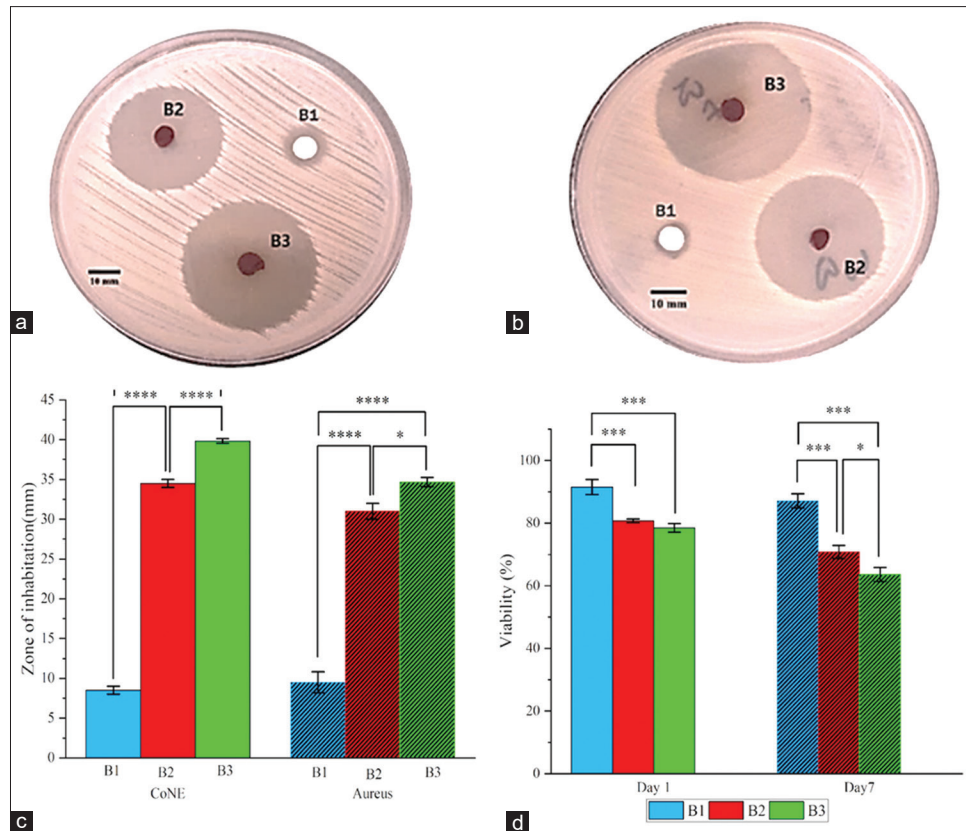 B2
B1
B3
10 mm
a
B3
B1
B2
10 mm
b
Zone of inhabitation(mm)
45
40
35
30
25
20
15
10
5
0
**** ****
****
**** *
B1 B2 B3 B1 B2 B3
CoNE Aureus
c
Viability (%)
100
80
60
40
20
0
***
***
***
*** *
Day 1 Day7
B1 B2 B3
d